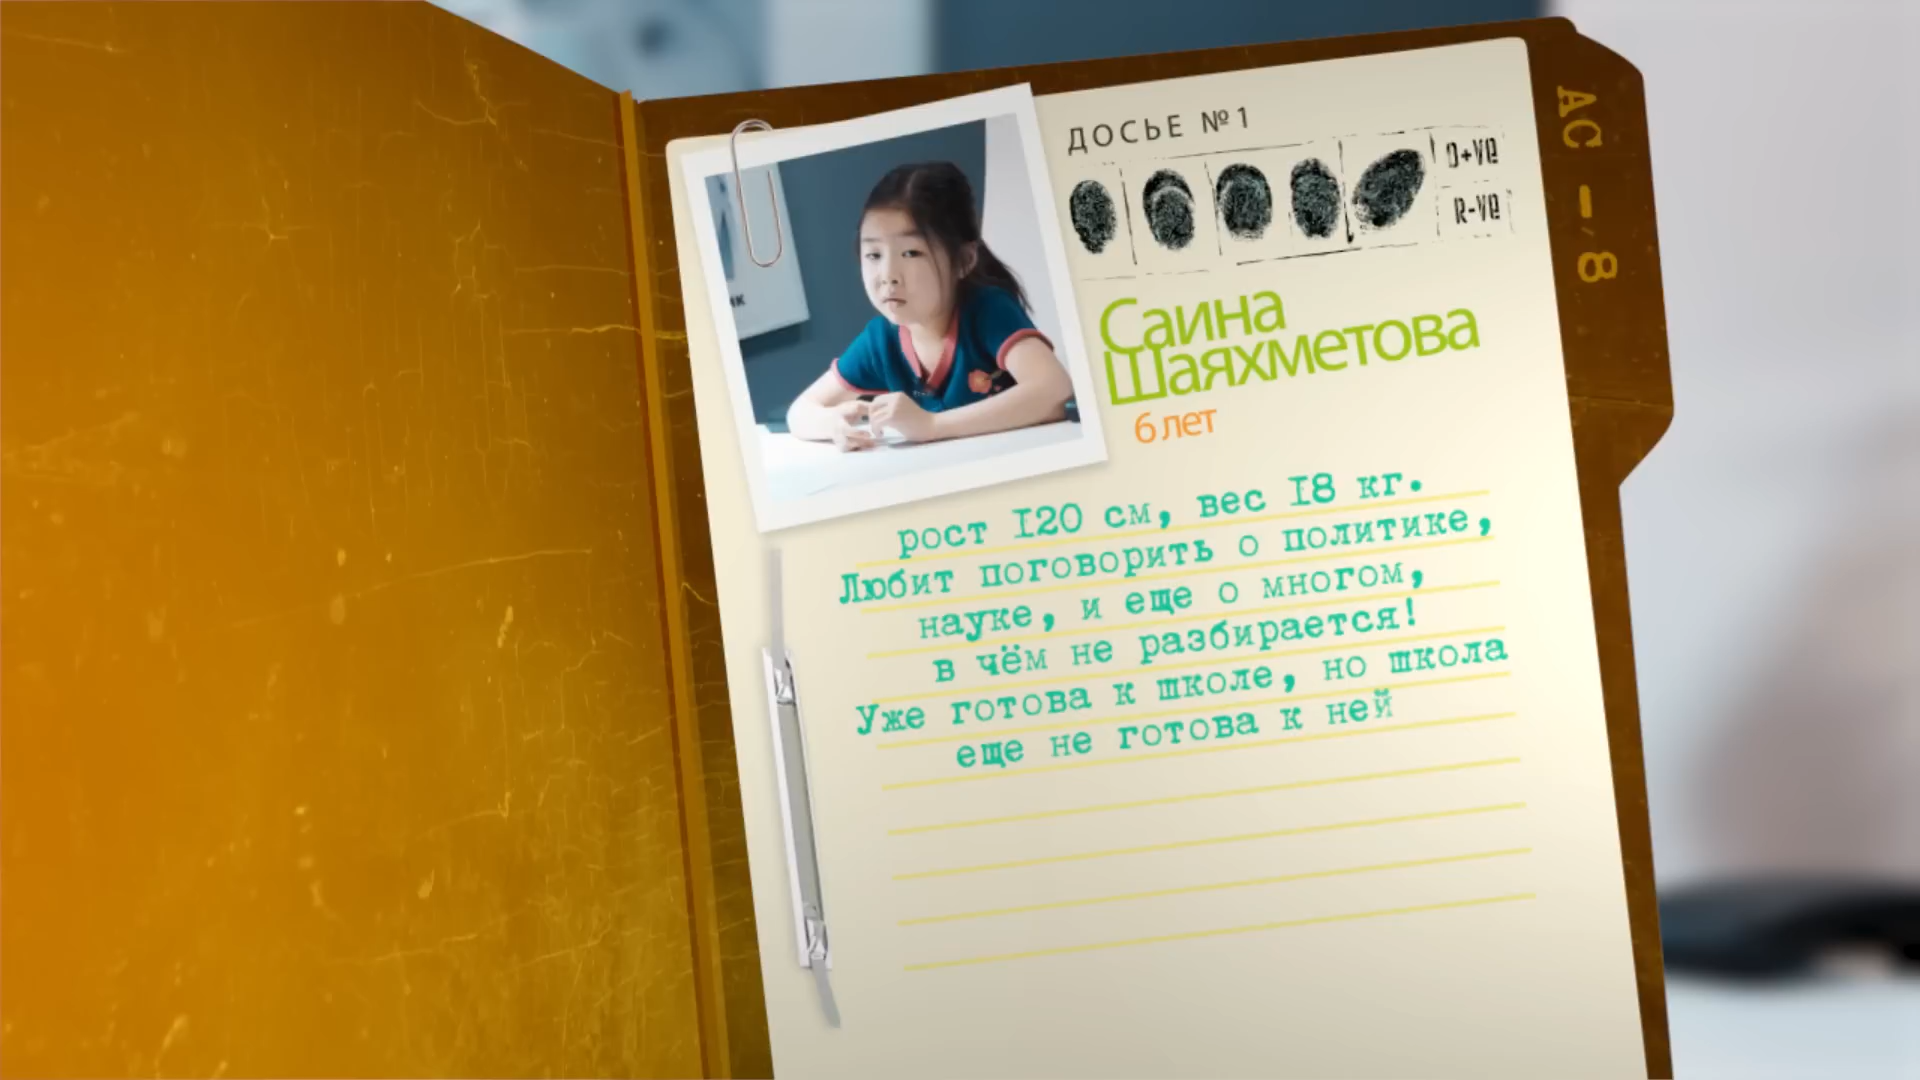 ДОСЬЕ №1
O+Ve
R-Ve
АС-8
Саина
Шаяхметова
6 лет
рост 120 см, вес 18 кг.
Любит поговорить о политике,
науке, и еще о многом,
в чём не разбирается!
Уже готова к школе, но школа
еще не готова к ней